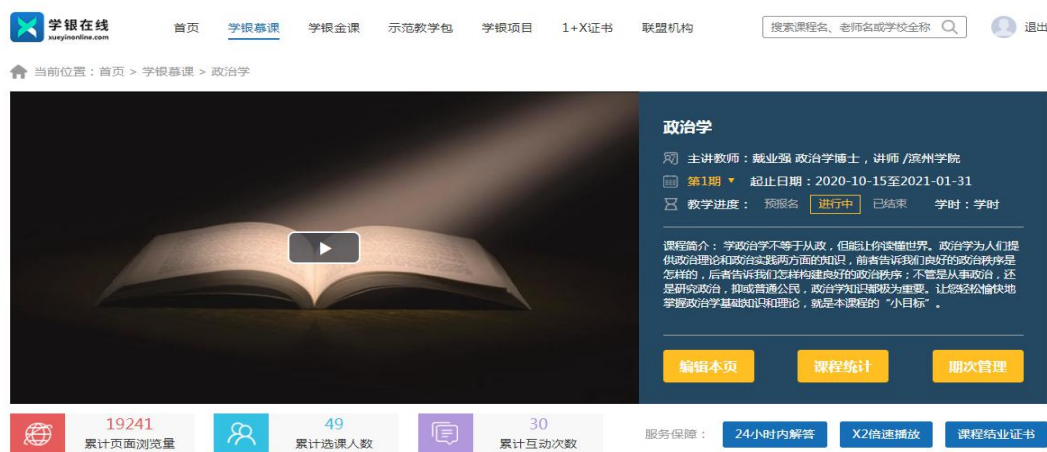 学银在线
xueyinonline.com
首页 学银慕课 学银金课 示范教学包 学银项目 1+X证书 联盟机构
搜索课程名、老师名或学校全称
退出
当前位置：首页 > 学银慕课 > 政治学
政治学
主讲教师：戴业强 政治学博士，讲师 /滨州学院
第1期 起止日期：2020-10-15至2021-01-31
教学进度： 预报名 进行中 已结束 学时：学时
课程简介： 学政治学不等于从政，但能让你读懂世界。政治学为人们提
供政治理论和政治实践两方面的知识，前者告诉我们良好的政治秩序是
怎样的，后者告诉我们怎样构建良好的政治秩序；不管是从事政治，还
是研究政治，抑或普通公民，政治学知识都极为重要。让您轻松愉快地
掌握政治学基础知识和理论，就是本课程的“小目标”。
编辑本页 课程统计 期次管理
19241
累计页面浏览量
49
累计选课人数
30
累计互动次数
服务保障： 24小时内解答 X2倍速播放 课程结业证书